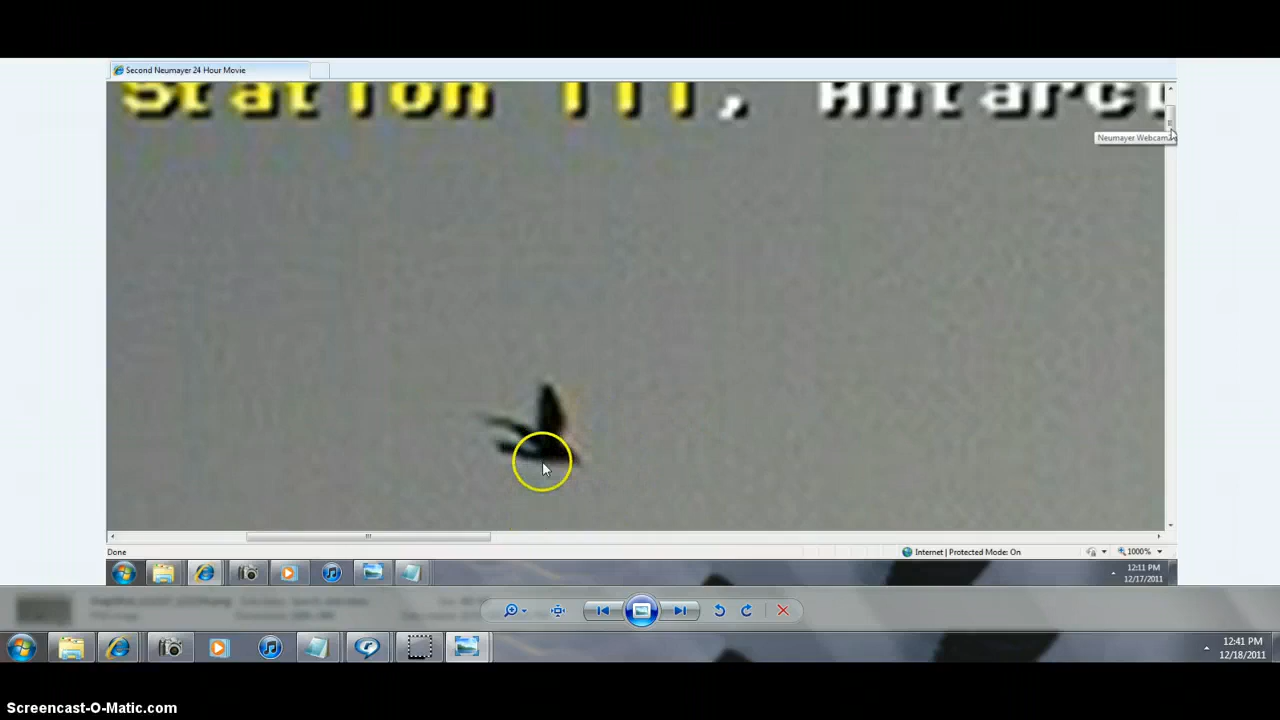 Second Neumayer 24 Hour Movie
Station III, Antarct
Neumayer Webcam
Done
Internet | Protected Mode: On
1000%
12:11 PM
12/17/2011
12:41 PM
12/18/2011
Screencast-O-Matic.com